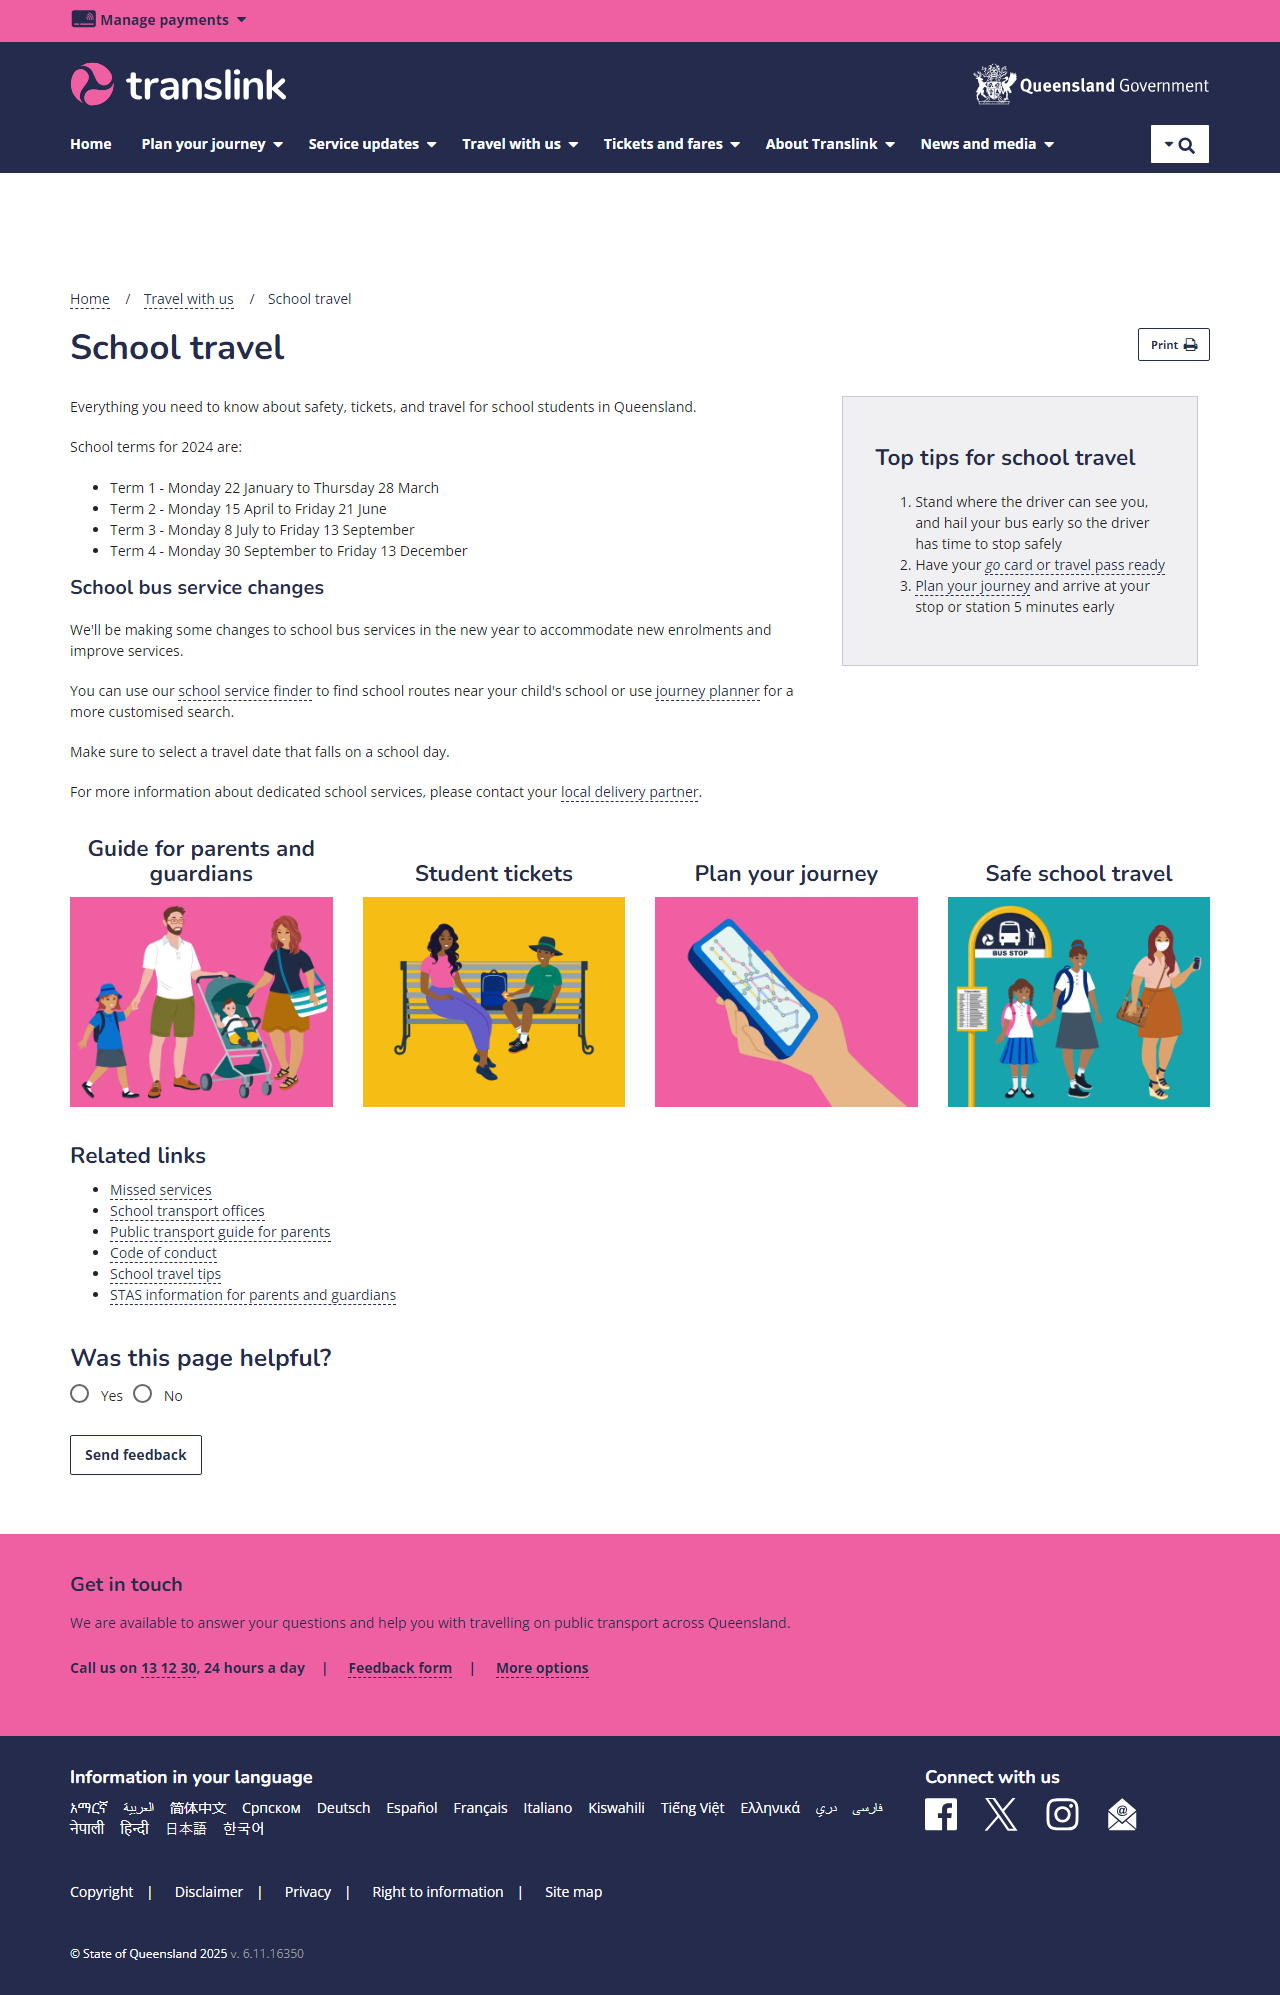 Manage payments
translink
Queensland Government
Home
Plan your journey
Service updates
Travel with us
Tickets and fares
About Translink
News and media
Home / Travel with us / School travel
School travel
Print
Everything you need to know about safety, tickets, and travel for school students in Queensland.
School terms for 2024 are:
Term 1 - Monday 22 January to Thursday 28 March
Term 2 - Monday 15 April to Friday 21 June
Term 3 - Monday 8 July to Friday 13 September
Term 4 - Monday 30 September to Friday 13 December
School bus service changes
We'll be making some changes to school bus services in the new year to accommodate new enrolments and
improve services.
You can use our school service finder to find school routes near your child's school or use journey planner for a
more customised search.
Make sure to select a travel date that falls on a school day.
For more information about dedicated school services, please contact your local delivery partner.
Top tips for school travel
1. Stand where the driver can see you,
and hail your bus early so the driver
has time to stop safely
2. Have your go card or travel pass ready
3. Plan your journey and arrive at your
stop or station 5 minutes early
Guide for parents and
guardians
Student tickets
Plan your journey
Safe school travel
BUS STOP
Related links
Missed services
School transport offices
Public transport guide for parents
Code of conduct
School travel tips
STAS information for parents and guardians
Was this page helpful?
Yes
No
Send feedback
Get in touch
We are available to answer your questions and help you with travelling on public transport across Queensland.
Call us on 13 12 30, 24 hours a day | Feedback form | More options
Information in your language
አማርኛ العربية 简体中文 Српском Deutsch Español Français Italiano Kiswahili Tiếng Việt Ελληνικά دری فارسی
नेपाली हिन्दी 日本語 한국어
Connect with us
Copyright | Disclaimer | Privacy | Right to information | Site map
© State of Queensland 2025 v. 6.11.16350